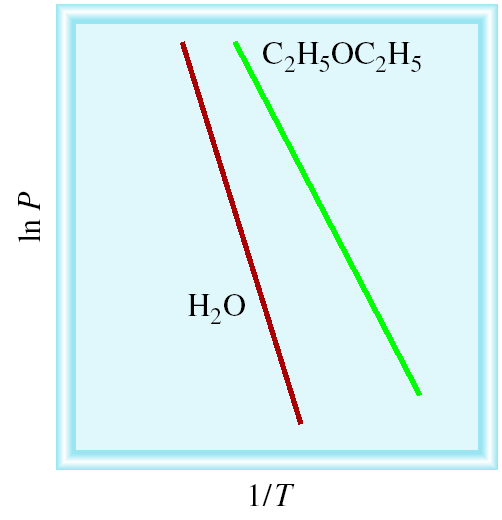 C₂H₅OC₂H₅
ln P
H₂O
1/T